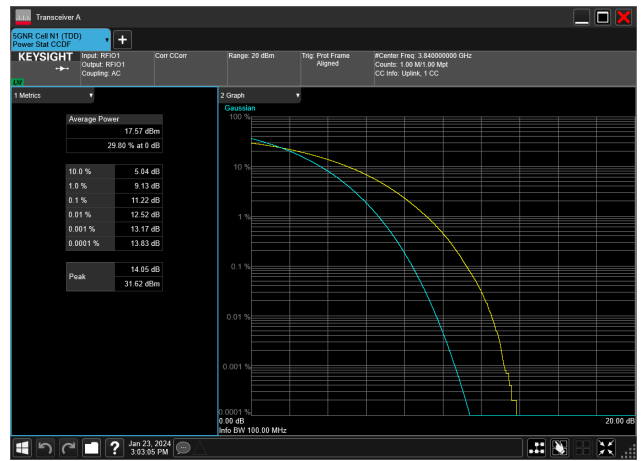 Transceiver A
5GNR Cell N1 (TDD)
Power Stat CCDF
KEYSIGHT
Input: RFIO1
Output: RFIO1
Coupling: AC
Corr CCorr
Range: 20 dBm
Trig: Prot Frame
Aligned
#Center Freq: 3.840000000 GHz
Counts: 1.00 M/1.00 Mpt
CC Info: Uplink, 1 CC
1 Metrics
Average Power
17.57 dBm
29.80 % at 0 dB
10.0 % 5.04 dB
1.0 % 9.13 dB
0.1 % 11.22 dB
0.01 % 12.52 dB
0.001 % 13.17 dB
0.0001 % 13.83 dB
Peak
14.05 dB
31.62 dBm
2 Graph
Gaussian
100 %
10 %
1 %
0.1 %
0.01 %
0.001 %
0.0001 %
0.00 dB
20.00 dB
Info BW 100.00 MHz
?
Jan 23, 2024
3:03:05 PM